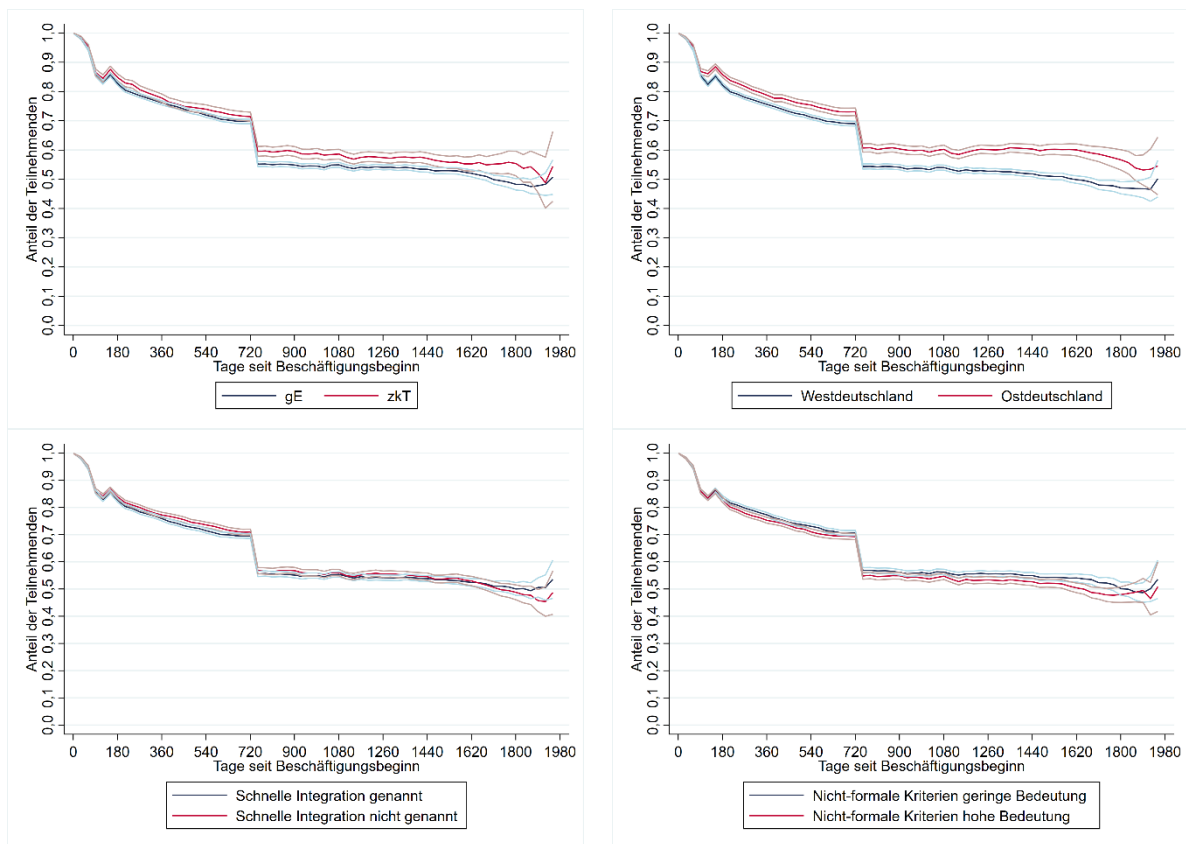 Anteil der Teilnehmenden
1,0
0,9
0,8
0,7
0,6
0,5
0,4
0,3
0,2
0,1
0,0
0 180 360 540 720 900 1080 1260 1440 1620 1800 1980
Tage seit Beschäftigungsbeginn
gE zkT
Anteil der Teilnehmenden
1,0
0,9
0,8
0,7
0,6
0,5
0,4
0,3
0,2
0,1
0,0
0 180 360 540 720 900 1080 1260 1440 1620 1800 1980
Tage seit Beschäftigungsbeginn
Westdeutschland Ostdeutschland
Anteil der Teilnehmenden
1,0
0,9
0,8
0,7
0,6
0,5
0,4
0,3
0,2
0,1
0,0
0 180 360 540 720 900 1080 1260 1440 1620 1800 1980
Tage seit Beschäftigungsbeginn
Schnelle Integration genannt
Schnelle Integration nicht genannt
Anteil der Teilnehmenden
1,0
0,9
0,8
0,7
0,6
0,5
0,4
0,3
0,2
0,1
0,0
0 180 360 540 720 900 1080 1260 1440 1620 1800 1980
Tage seit Beschäftigungsbeginn
Nicht-formale Kriterien geringe Bedeutung
Nicht-formale Kriterien hohe Bedeutung